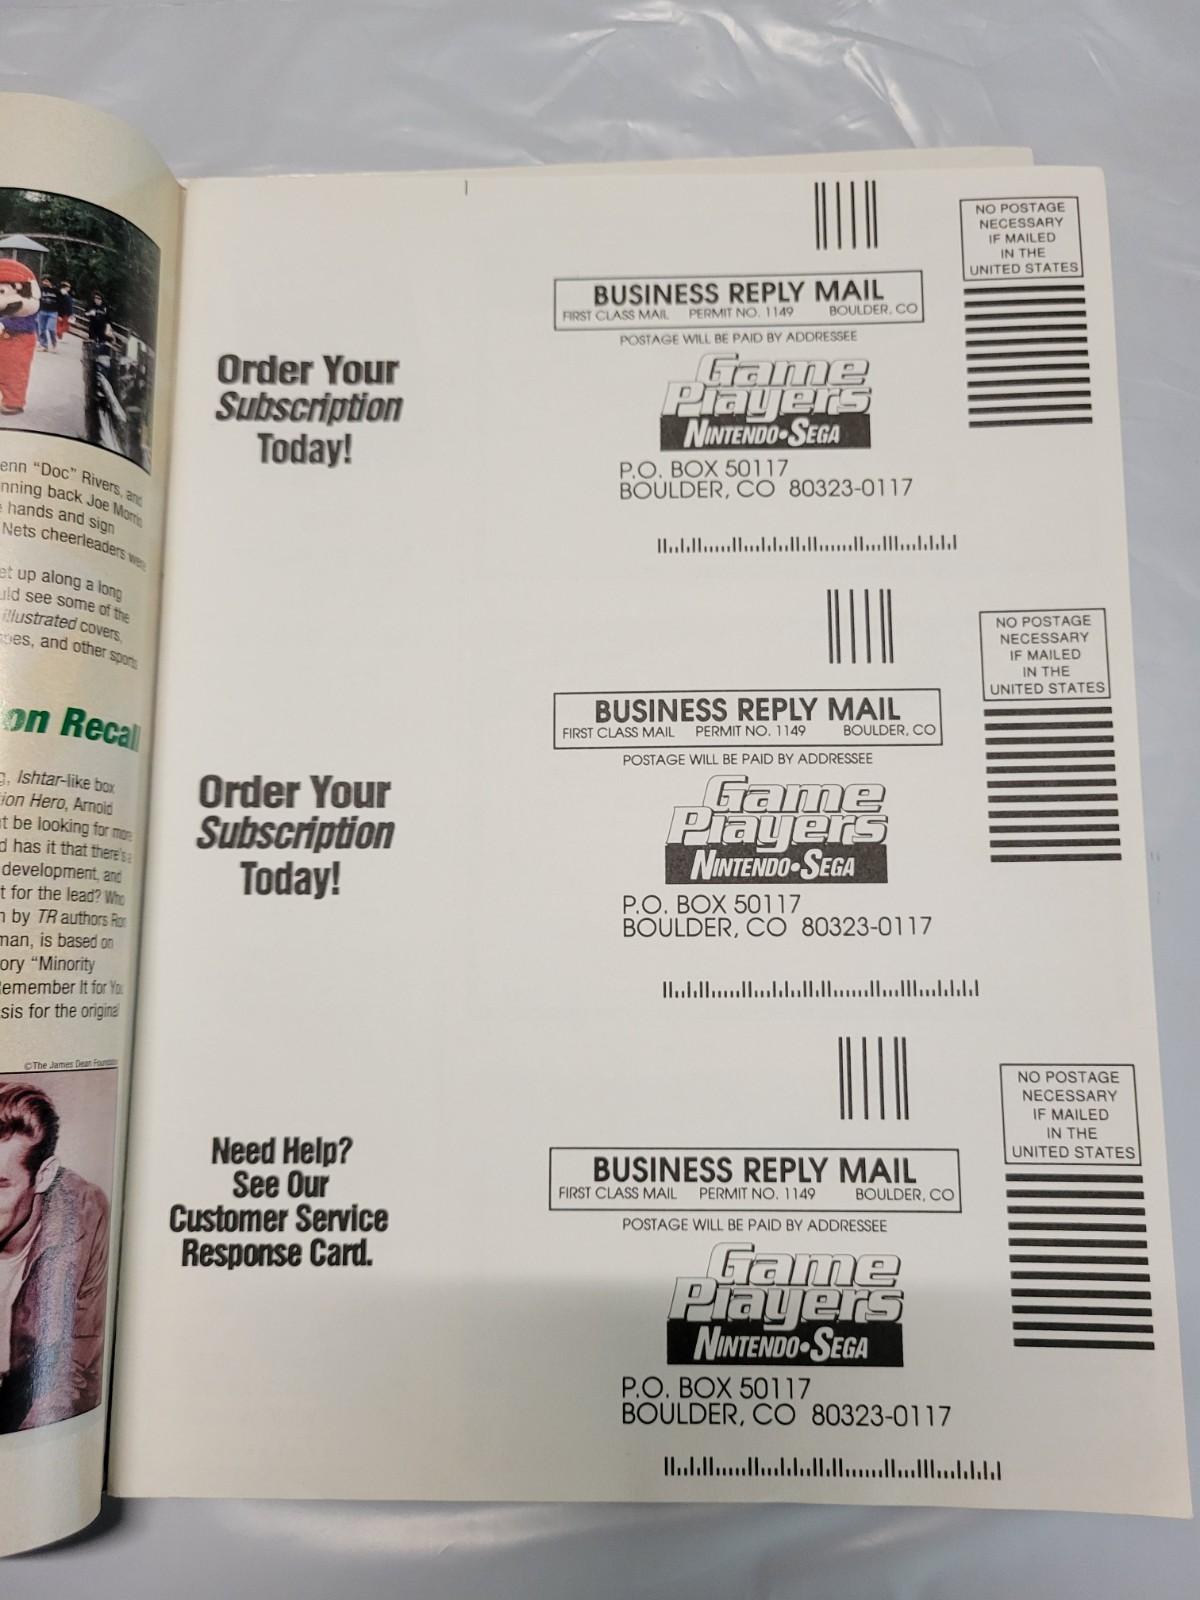 enn "Doc" Rivers, and
nning back Joe Morris
hands and sign
Nets cheerleaders were
et up along a long
uld see some of the
illustrated covers,
pes, and other sports
on Recall
g, Ishtar-like box
ion Hero, Arnold
t be looking for more
d has it that there's a
development, and
t for the lead? Who
n by TR authors Ron
man, is based on
ory "Minority
emember It for You
sis for the original
©The James Dean Foundation
Order Your
Subscription
Today!
NO POSTAGE
NECESSARY
IF MAILED
IN THE
UNITED STATES
BUSINESS REPLY MAIL
FIRST CLASS MAIL PERMIT NO. 1149 BOULDER, CO
POSTAGE WILL BE PAID BY ADDRESSEE
Game
Players
NINTENDO•SEGA
P.O. BOX 50117
BOULDER, CO 80323-0117
Order Your
Subscription
Today!
NO POSTAGE
NECESSARY
IF MAILED
IN THE
UNITED STATES
BUSINESS REPLY MAIL
FIRST CLASS MAIL PERMIT NO. 1149 BOULDER, CO
POSTAGE WILL BE PAID BY ADDRESSEE
Game
Players
NINTENDO•SEGA
P.O. BOX 50117
BOULDER, CO 80323-0117
Need Help?
See Our
Customer Service
Response Card.
NO POSTAGE
NECESSARY
IF MAILED
IN THE
UNITED STATES
BUSINESS REPLY MAIL
FIRST CLASS MAIL PERMIT NO. 1149 BOULDER, CO
POSTAGE WILL BE PAID BY ADDRESSEE
Game
Players
NINTENDO•SEGA
P.O. BOX 50117
BOULDER, CO 80323-0117